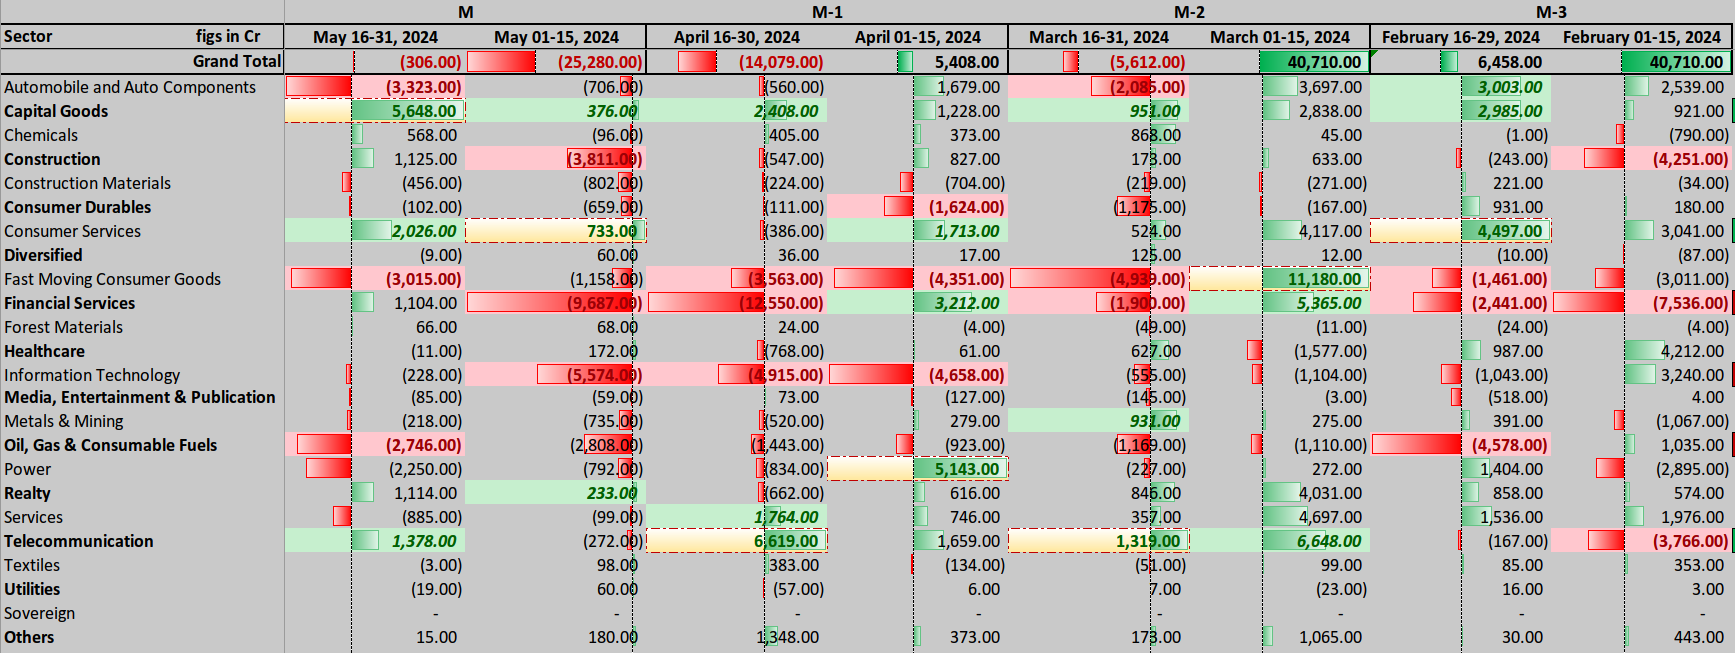 M M-1 M-2 M-3
Sector figs in Cr May 16-31, 2024 May 01-15, 2024 April 16-30, 2024 April 01-15, 2024 March 16-31, 2024 March 01-15, 2024 February 16-29, 2024 February 01-15, 2024
Grand Total (306.00) (25,280.00) (14,079.00) 5,408.00 (5,612.00) 40,710.00 6,458.00 40,710.00
Automobile and Auto Components (3,323.00) (706.00) (560.00) 1,679.00 (2,085.00) 3,697.00 3,003.00 2,539.00
Capital Goods 5,648.00 376.00 2,408.00 1,228.00 951.00 2,838.00 2,985.00 921.00
Chemicals 568.00 (96.00) 405.00 373.00 868.00 45.00 (1.00) (790.00)
Construction 1,125.00 (3,811.00) (547.00) 827.00 173.00 633.00 (243.00) (4,251.00)
Construction Materials (456.00) (802.00) (224.00) (704.00) (219.00) (271.00) 221.00 (34.00)
Consumer Durables (102.00) (659.00) (111.00) (1,624.00) (1,175.00) (167.00) 931.00 180.00
Consumer Services 2,026.00 733.00 (386.00) 1,713.00 524.00 4,117.00 4,497.00 3,041.00
Diversified (9.00) 60.00 36.00 17.00 125.00 12.00 (10.00) (87.00)
Fast Moving Consumer Goods (3,015.00) (1,158.00) (3,563.00) (4,351.00) (4,939.00) 11,180.00 (1,461.00) (3,011.00)
Financial Services 1,104.00 (9,687.00) (12,550.00) 3,212.00 (1,900.00) 5,365.00 (2,441.00) (7,536.00)
Forest Materials 66.00 68.00 24.00 (4.00) (49.00) (11.00) (24.00) (4.00)
Healthcare (11.00) 172.00 (768.00) 61.00 627.00 (1,577.00) 987.00 4,212.00
Information Technology (228.00) (5,574.00) (4,915.00) (4,658.00) (555.00) (1,104.00) (1,043.00) 3,240.00
Media, Entertainment & Publication (85.00) (59.00) 73.00 (127.00) (145.00) (3.00) (518.00) 4.00
Metals & Mining (218.00) (735.00) (520.00) 279.00 931.00 275.00 391.00 (1,067.00)
Oil, Gas & Consumable Fuels (2,746.00) (2,808.00) (1,443.00) (923.00) (1,169.00) (1,110.00) (4,578.00) 1,035.00
Power (2,250.00) (792.00) (834.00) 5,143.00 (227.00) 272.00 1,404.00 (2,895.00)
Realty 1,114.00 233.00 (662.00) 616.00 846.00 4,031.00 858.00 574.00
Services (885.00) (99.00) 1,764.00 746.00 357.00 4,697.00 1,536.00 1,976.00
Telecommunication 1,378.00 (272.00) 6,619.00 1,659.00 1,319.00 6,648.00 (167.00) (3,766.00)
Textiles (3.00) 98.00 383.00 (134.00) (51.00) 99.00 85.00 353.00
Utilities (19.00) 60.00 (57.00) 6.00 7.00 (23.00) 16.00 3.00
Sovereign - - - - - - - -
Others 15.00 180.00 1,348.00 373.00 173.00 1,065.00 30.00 443.00